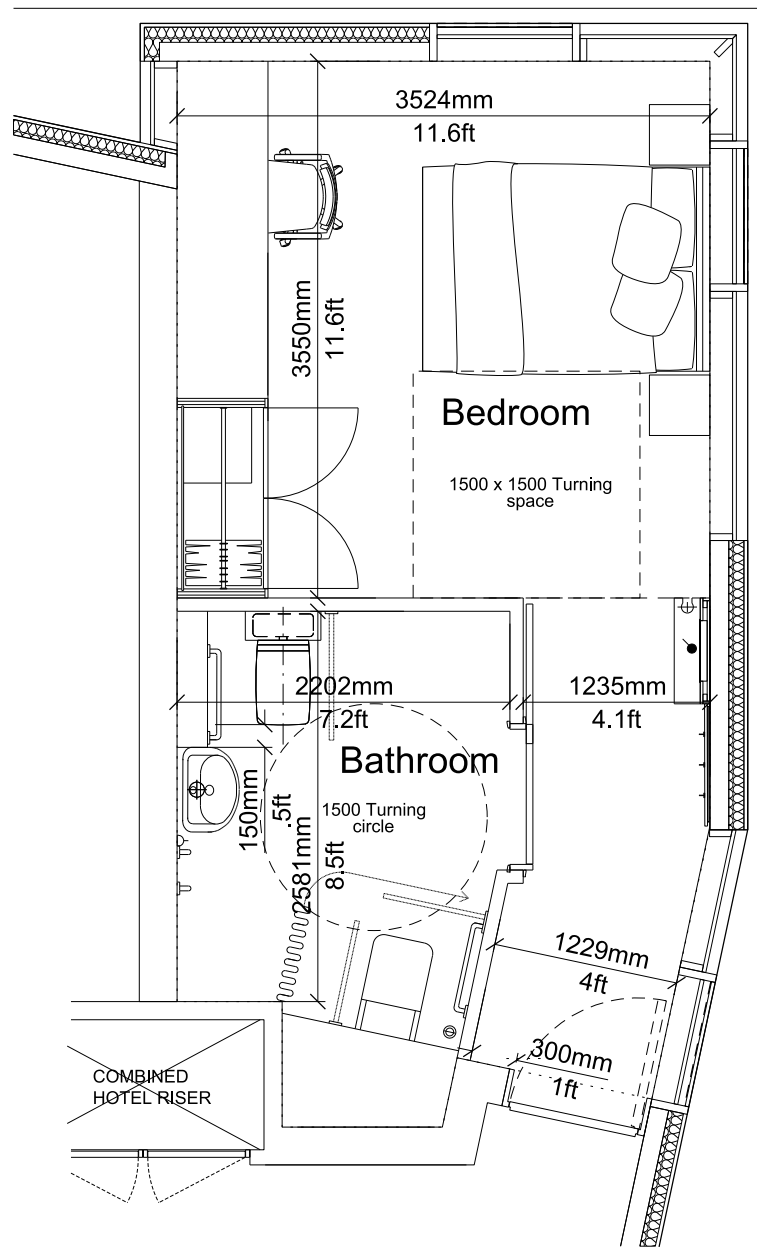 3524mm
11.6ft
3550mm
11.6ft
Bedroom
1500 x 1500 Turning
space
2202mm
7.2ft
1235mm
4.1ft
Bathroom
1500 Turning
circle
150mm
.5ft
2581mm
8.5ft
1229mm
4ft
300mm
1ft
COMBINED
HOTEL RISER